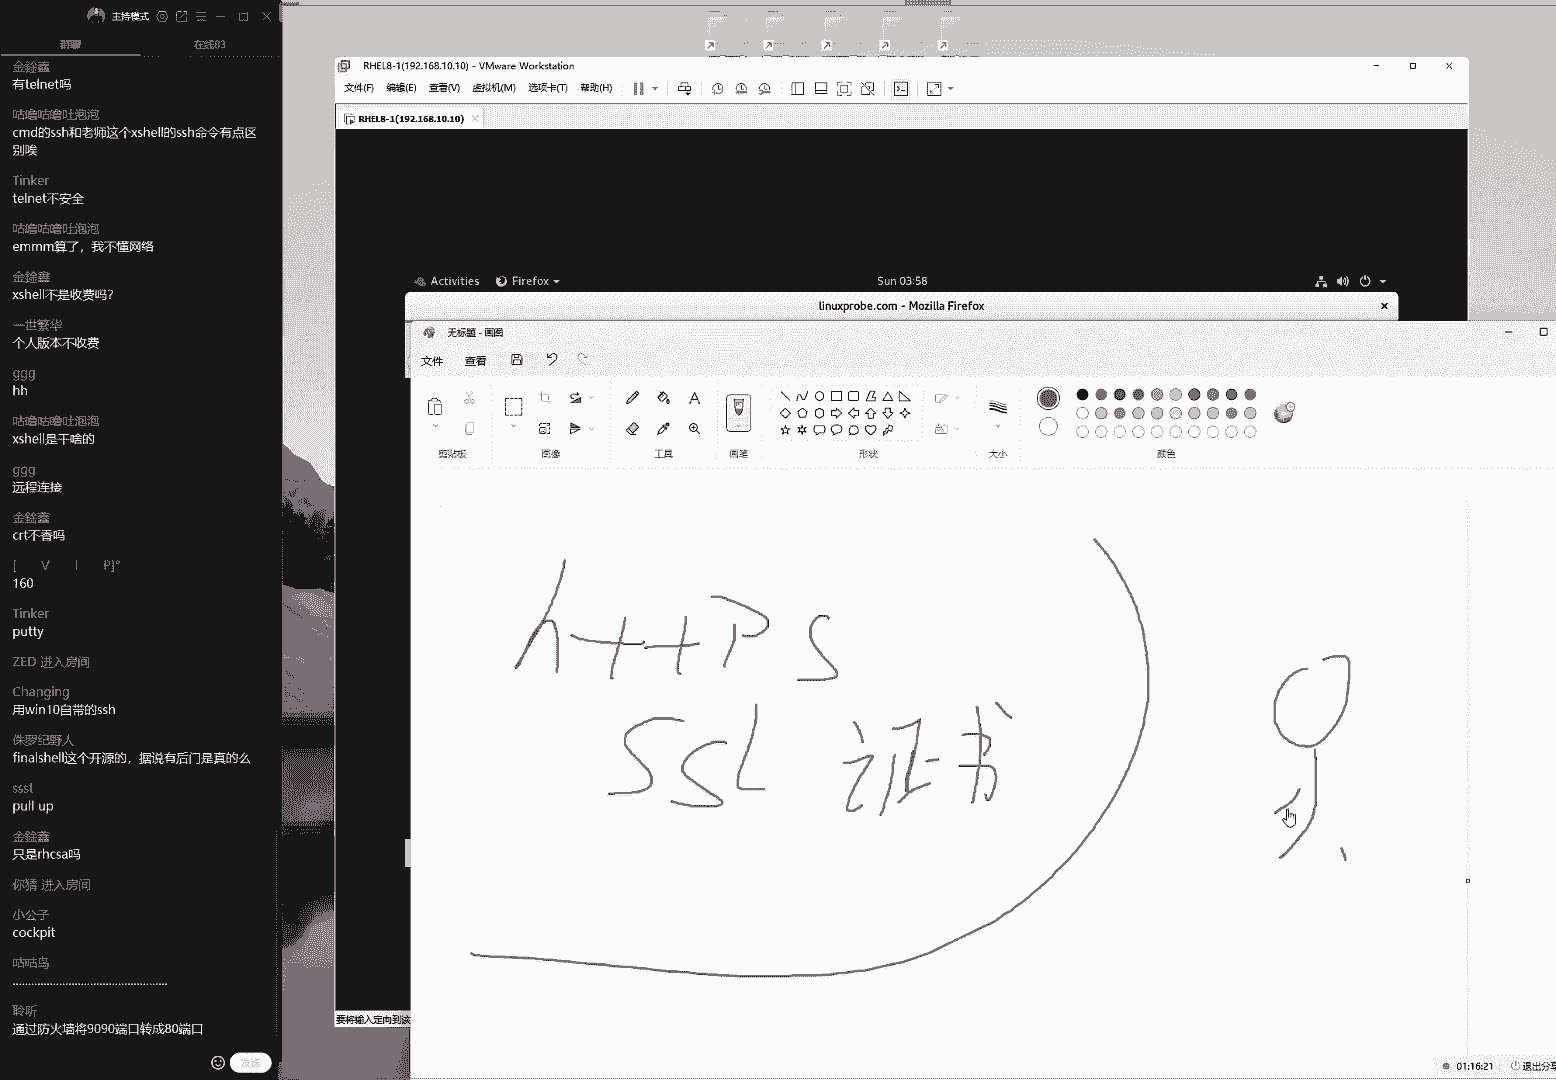 主持模式
群聊 在线83
金鍂鑫
有telnet吗
咕噜咕噜吐泡泡
cmd的ssh和老师这个xshell的ssh命令有点区
别唉
Tinker
telnet不安全
咕噜咕噜吐泡泡
emmm算了，我不懂网络
金鍂鑫
xshell不是收费吗？
一世繁华
个人版本不收费
ggg
hh
咕噜咕噜吐泡泡
xshell是干啥的
ggg
远程连接
金鍂鑫
crt不香吗
[ V I P]°
160
Tinker
putty
ZED 进入房间
Changing
用win10自带的ssh
侏罗纪野人
finalshell这个开源的，据说有后门是真的么
sssl
pull up
金鍂鑫
只是rhcsa吗
你猜 进入房间
小公子
cockpit
咕咕鸟
聆听
通过防火墙将9090端口转成80端口
发送
RHEL8-1(192.168.10.10) - VMware Workstation
文件(F) 编辑(E) 查看(V) 虚拟机(M) 选项卡(T) 帮助(H)
RHEL8-1(192.168.10.10)
Activities Firefox Sun 03:58
linuxprobe.com - Mozilla Firefox
无标题 - 画图
文件 查看
剪贴板 图像 工具 画笔 形状 大小 颜色
https
SSL 证书
要将输入定向到该
01:16:21 退出分享